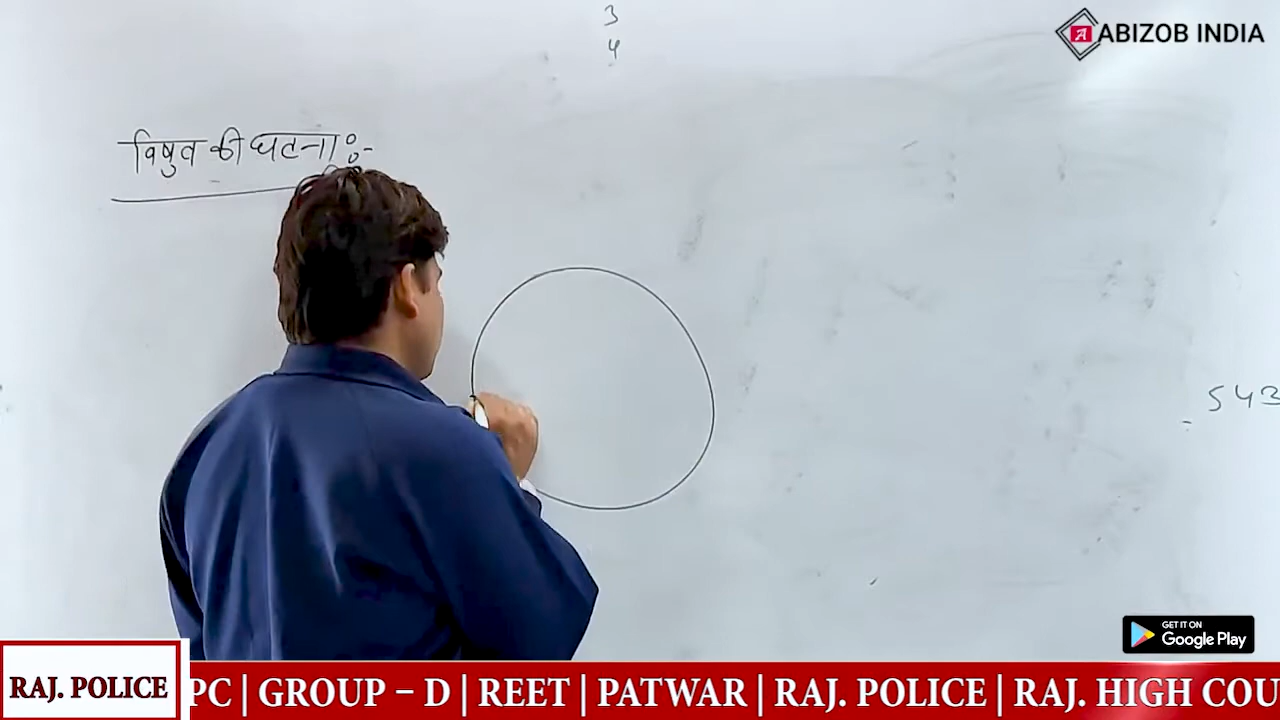 3
4
ABIZOB INDIA
विषुव की घटना :-
543
GET IT ON
Google Play
RAJ. POLICE
PC | GROUP – D | REET | PATWAR | RAJ. POLICE | RAJ. HIGH COU